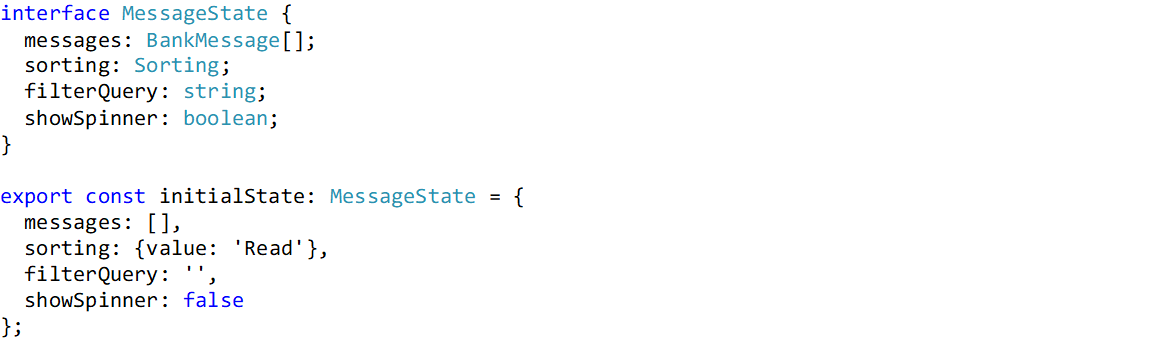 interface MessageState {
  messages: BankMessage[];
  sorting: Sorting;
  filterQuery: string;
  showSpinner: boolean;
}

export const initialState: MessageState = {
  messages: [],
  sorting: {value: 'Read'},
  filterQuery: '',
  showSpinner: false
};